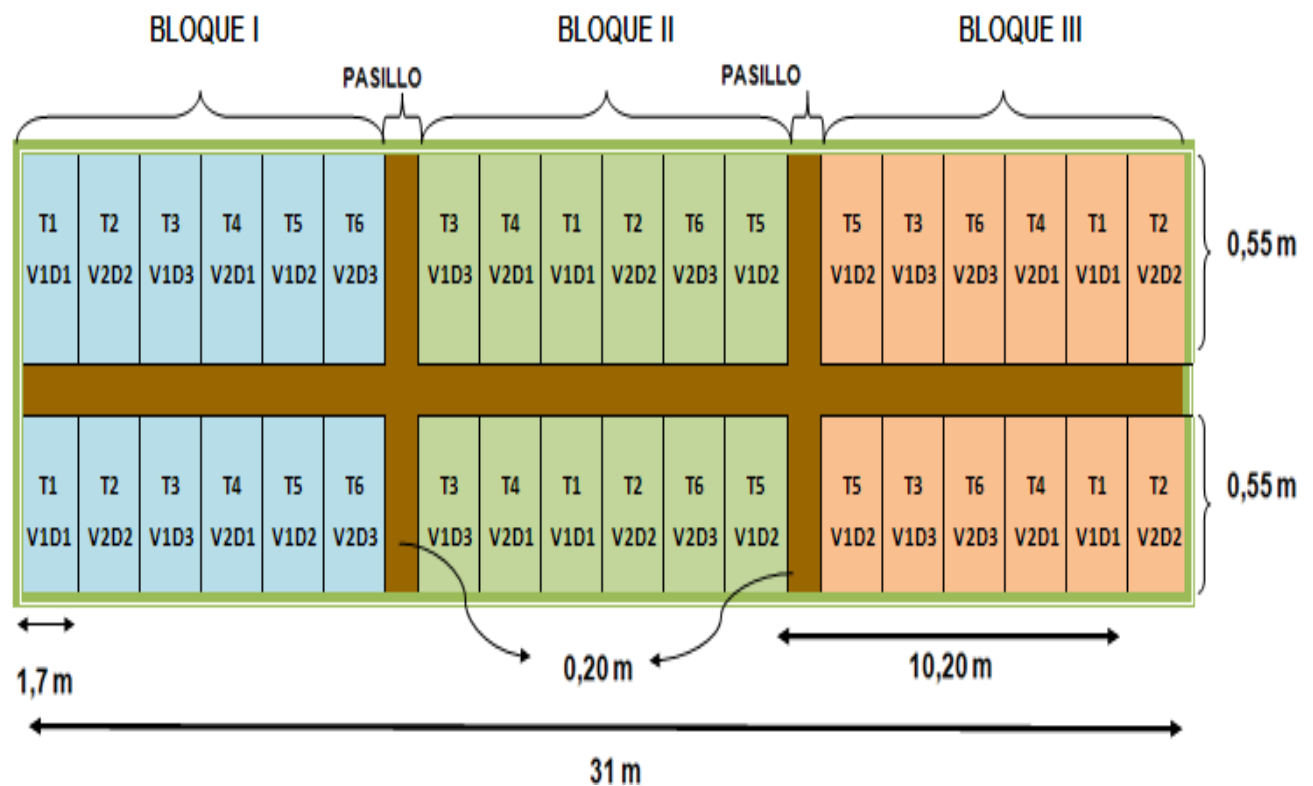 BLOQUE I BLOQUE II BLOQUE III
PASILLO PASILLO
T1 T2 T3 T4 T5 T6 T3 T4 T1 T2 T6 T5 T5 T3 T6 T4 T1 T2
0,55 m
V1D1 V2D2 V1D3 V2D1 V1D2 V2D3 V1D3 V2D1 V1D1 V2D2 V2D3 V1D2 V1D2 V1D3 V2D3 V2D1 V1D1 V2D2
T1 T2 T3 T4 T5 T6 T3 T4 T1 T2 T6 T5 T5 T3 T6 T4 T1 T2
0,55 m
V1D1 V2D2 V1D3 V2D1 V1D2 V2D3 V1D3 V2D1 V1D1 V2D2 V2D3 V1D2 V1D2 V1D3 V2D3 V2D1 V1D1 V2D2
1,7 m 0,20 m 10,20 m
31 m